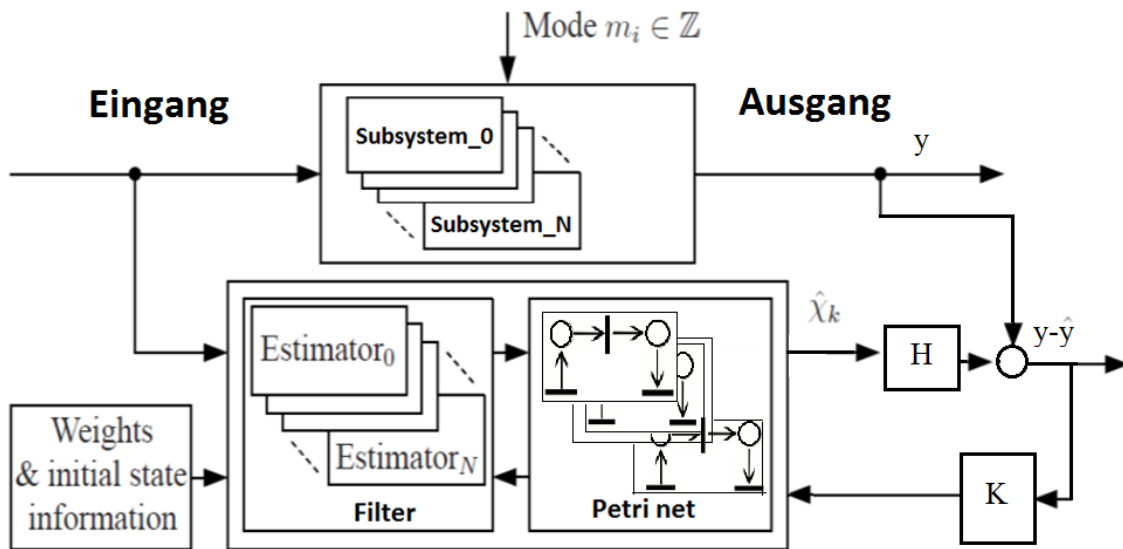 Mode m_i ∈ ℤ
Eingang
Ausgang
Subsystem_0
Subsystem_N
y
Estimator_0
Estimator_N
Filter
Petri net
χ̂_k
H
y-ŷ
K
Weights
& initial state
information